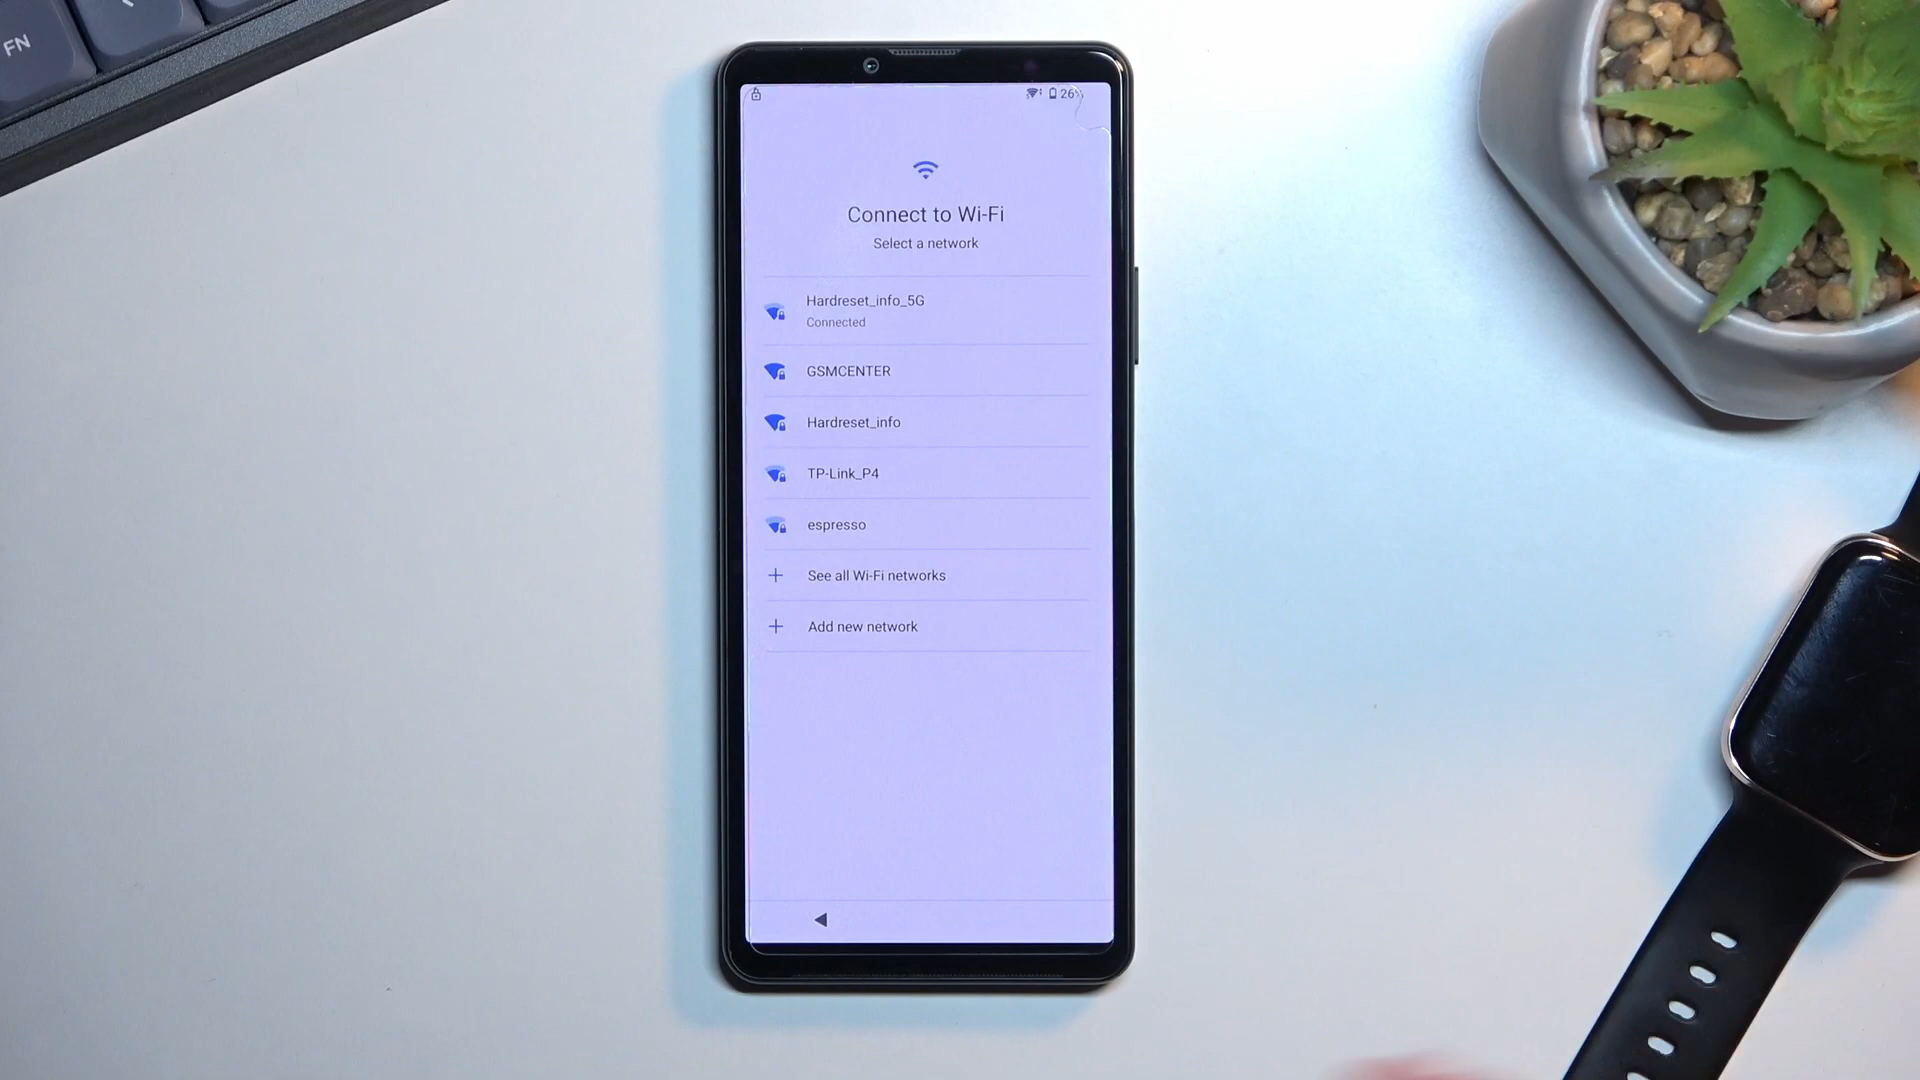 FN
26%
Connect to Wi-Fi
Select a network
Hardreset_info_5G
Connected
GSMCENTER
Hardreset_info
TP-Link_P4
espresso
See all Wi-Fi networks
Add new network